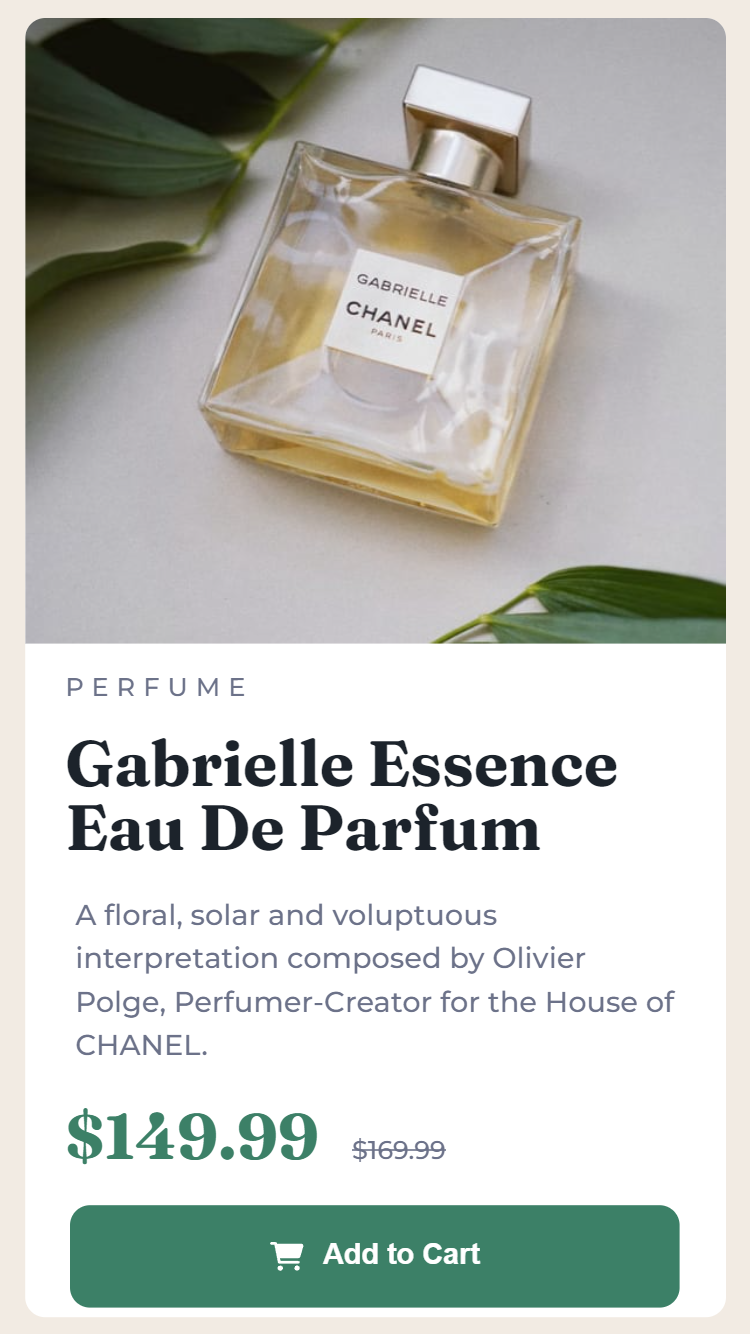 GABRIELLE
CHANEL
PARIS
PERFUME
Gabrielle Essence
Eau De Parfum
A floral, solar and voluptuous
interpretation composed by Olivier
Polge, Perfumer-Creator for the House of
CHANEL.
$149.99 $169.99
Add to Cart